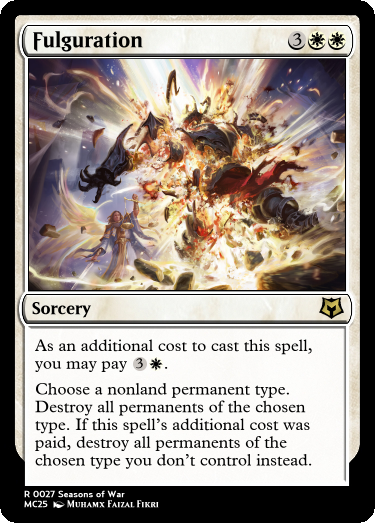 Fulguration 3
Sorcery
As an additional cost to cast this spell,
you may pay 3.
Choose a nonland permanent type.
Destroy all permanents of the chosen
type. If this spell's additional cost was
paid, destroy all permanents of the
chosen type you don't control instead.
R 0027 Seasons of War
MC25 Muhamx Faizal Fikri